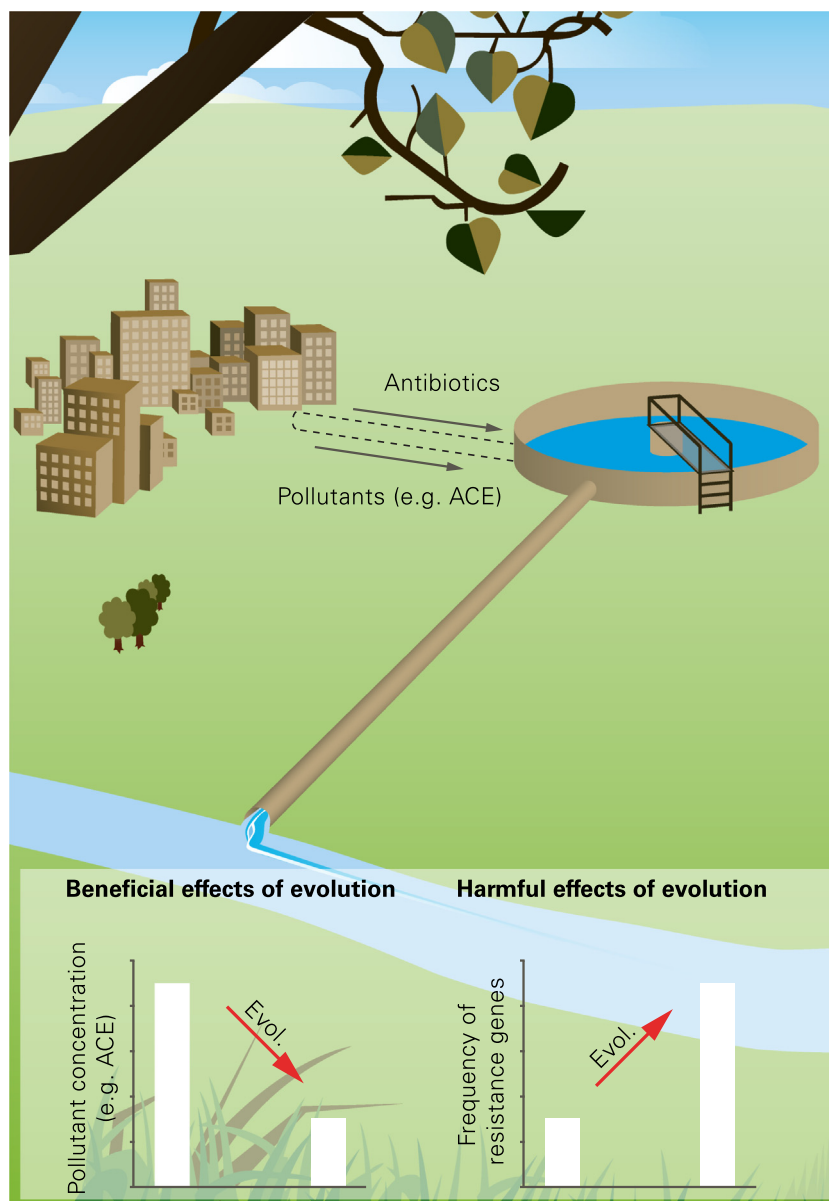 Antibiotics
Pollutants (e.g. ACE)
Beneficial effects of evolution
Pollutant concentration
(e.g. ACE)
Evol.
Harmful effects of evolution
Frequency of
resistance genes
Evol.